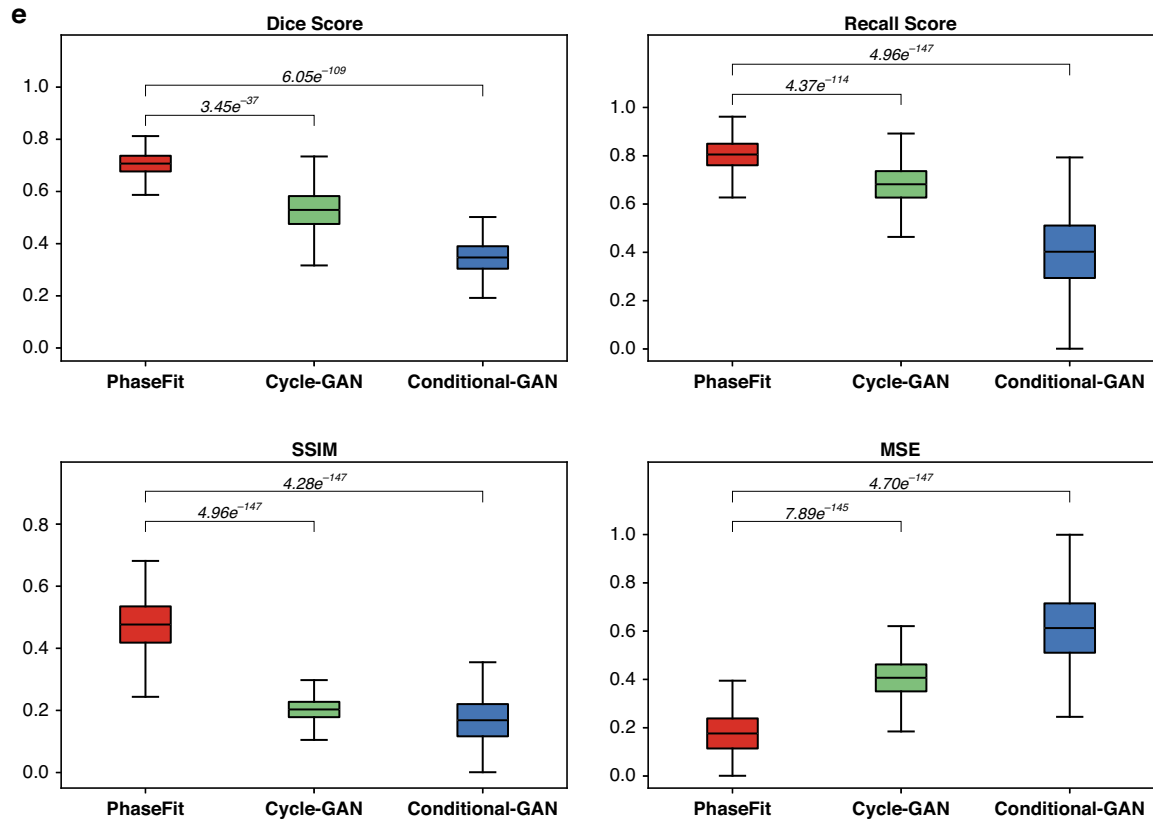 e
Dice Score
6.05e⁻¹⁰⁹
3.45e⁻³⁷
1.0
0.8
0.6
0.4
0.2
0.0
PhaseFit Cycle-GAN Conditional-GAN
Recall Score
4.96e⁻¹⁴⁷
4.37e⁻¹¹⁴
1.0
0.8
0.6
0.4
0.2
0.0
PhaseFit Cycle-GAN Conditional-GAN
SSIM
4.28e⁻¹⁴⁷
4.96e⁻¹⁴⁷
0.8
0.6
0.4
0.2
0.0
PhaseFit Cycle-GAN Conditional-GAN
MSE
4.70e⁻¹⁴⁷
7.89e⁻¹⁴⁵
1.0
0.8
0.6
0.4
0.2
0.0
PhaseFit Cycle-GAN Conditional-GAN